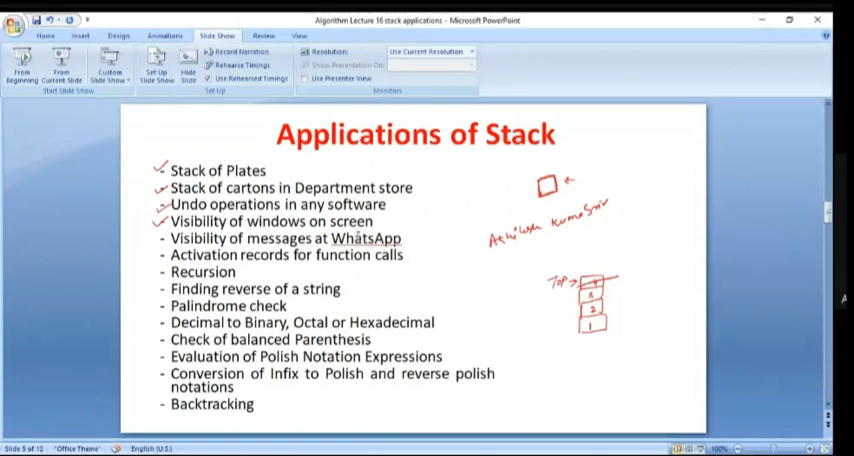 Algorithm Lecture 16 stack applications - Microsoft PowerPoint
Home Insert Design Animations Slide Show Review View
From Beginning
From Current Slide
Custom Slide Show
Set Up Slide Show
Hide Slide
Record Narration
Rehearse Timings
Use Rehearsed Timings
Resolution: Use Current Resolution
Show Presentation On:
Use Presenter View
Start Slide Show Set Up Monitors
Applications of Stack
- Stack of Plates
- Stack of cartons in Department store
- Undo operations in any software
- Visibility of windows on screen
- Visibility of messages at WhatsApp
- Activation records for function calls
- Recursion
- Finding reverse of a string
- Palindrome check
- Decimal to Binary, Octal or Hexadecimal
- Check of balanced Parenthesis
- Evaluation of Polish Notation Expressions
- Conversion of Infix to Polish and reverse polish
notations
- Backtracking
TOP
3
2
1
Slide 5 of 12 "Office Theme" English (U.S.) 100%